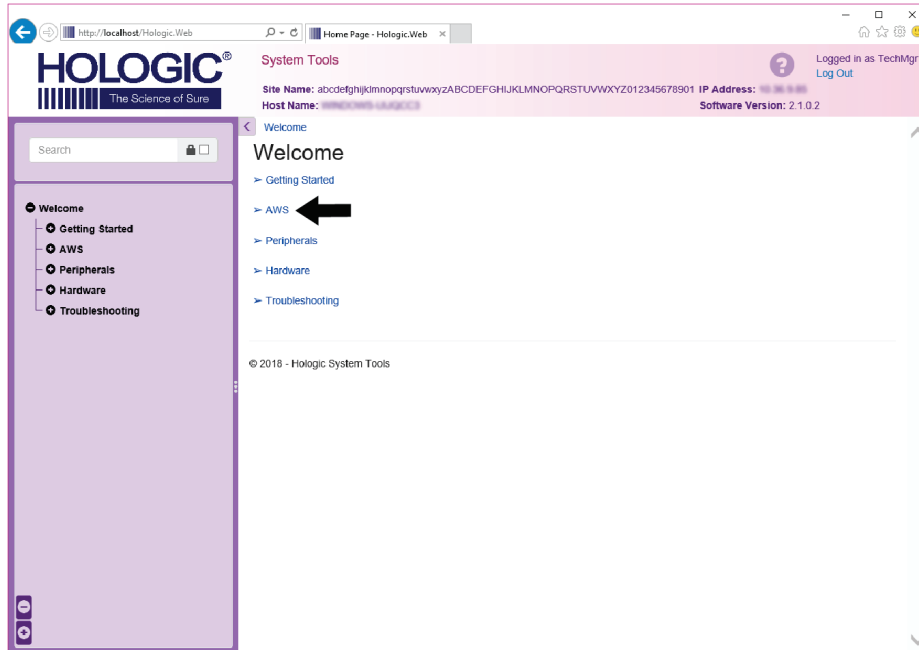 http://localhost/Hologic.Web
Home Page - Hologic.Web
HOLOGIC®
The Science of Sure
System Tools
Logged in as TechMgr
Log Out
Site Name: abcdefghijklmnopqrstuvwxyzABCDEFGHIJKLMNOPQRSTUVWXYZ012345678901 IP Address:
Host Name:
Software Version: 2.1.0.2
Search
Welcome
Getting Started
AWS
Peripherals
Hardware
Troubleshooting
Welcome
Welcome
➢ Getting Started
➢ AWS
➢ Peripherals
➢ Hardware
➢ Troubleshooting
© 2018 - Hologic System Tools